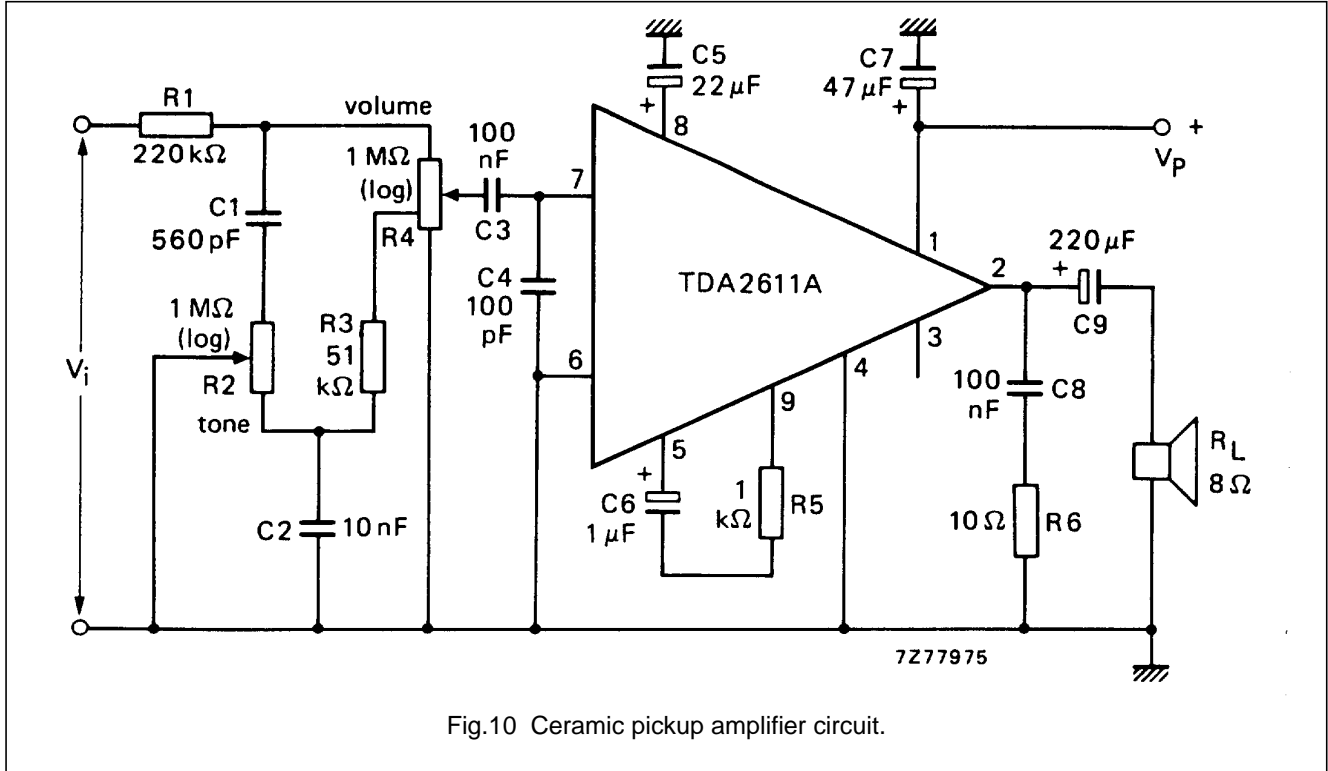 C5
22 µF
+
8
C7
47 µF
+
+
V_P
R1
220 kΩ
volume
1 MΩ
(log)
R4
100
nF
C3
7
C1
560 pF
C4
100
pF
TDA2611A
1
2
220 µF
+
C9
1 MΩ
(log)
R2
tone
R3
51
kΩ
V_i
6
3
4
9
5
100
nF
C8
R_L
8 Ω
+
C6
1 µF
1
kΩ
R5
10 Ω
R6
C2
10 nF
7Z77975
Fig.10 Ceramic pickup amplifier circuit.